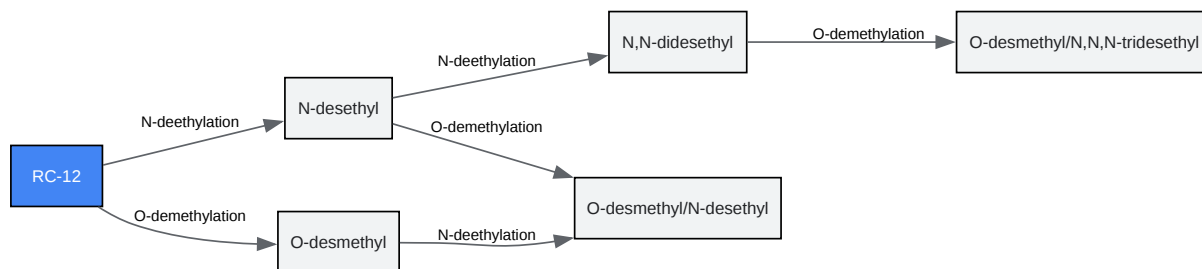 RC-12
N-deethylation
N-desethyl
N-deethylation
N,N-didesethyl
O-demethylation
O-desmethyl/N,N,N-tridesethyl
O-demethylation
O-desmethyl/N-desethyl
O-demethylation
O-desmethyl
N-deethylation